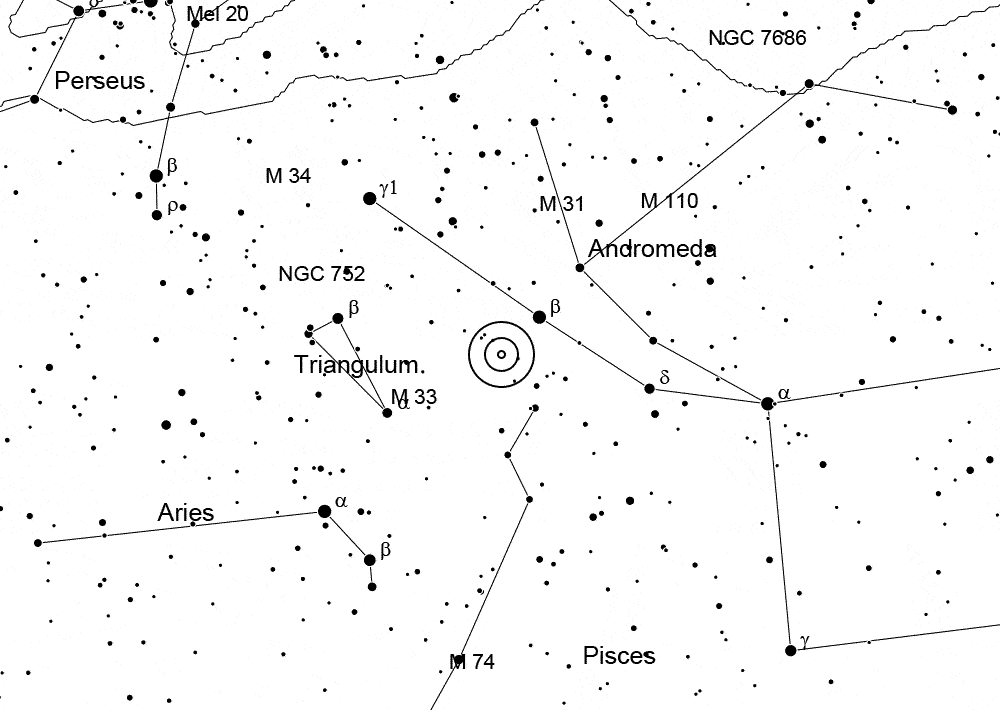 α
Mel 20
NGC 7686
Perseus
β
M 34
γ1
ρ
M 31
M 110
Andromeda
NGC 752
β
β
Triangulum
δ
M 33
α
α
α
Aries
β
γ
Pisces
M 74